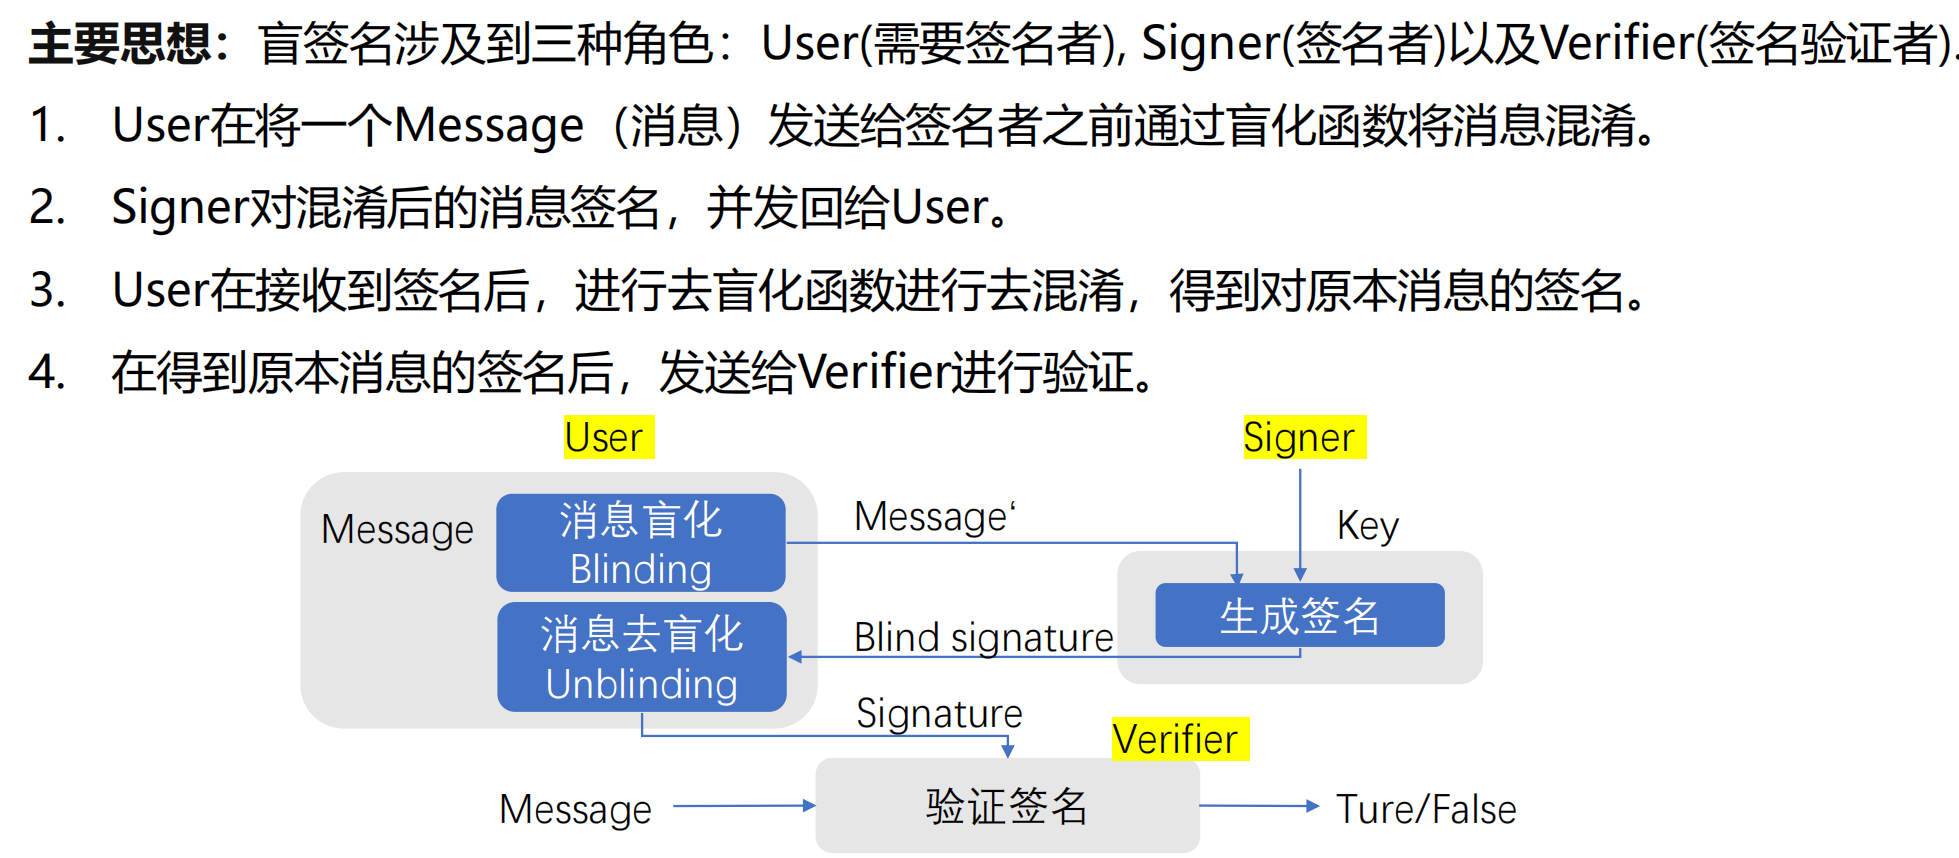 主要思想：盲签名涉及到三种角色：User(需要签名者), Signer(签名者)以及Verifier(签名验证者).
1. User在将一个Message（消息）发送给签名者之前通过盲化函数将消息混淆。
2. Signer对混淆后的消息签名，并发回给User。
3. User在接收到签名后，进行去盲化函数进行去混淆，得到对原本消息的签名。
4. 在得到原本消息的签名后，发送给Verifier进行验证。
User
Signer
Message
消息盲化
Blinding
Message‘
Key
生成签名
消息去盲化
Unblinding
Blind signature
Signature
Verifier
Message
验证签名
Ture/False